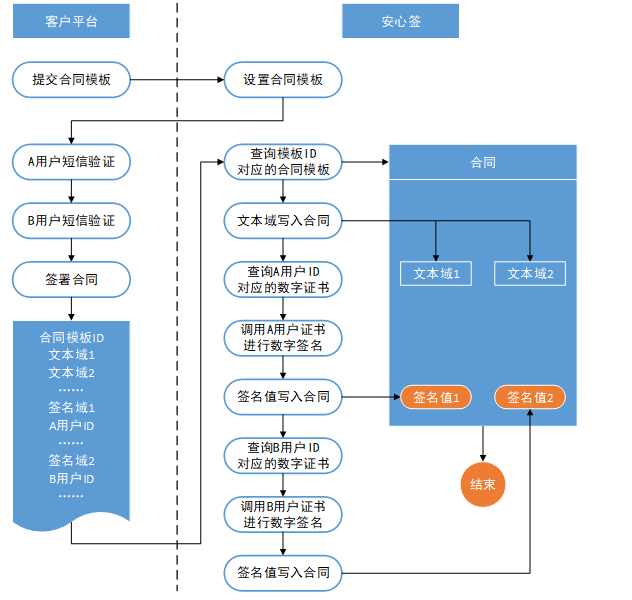 客户平台
安心签
提交合同模板
设置合同模板
A用户短信验证
B用户短信验证
签署合同
合同模板ID
文本域1
文本域2
……
签名域1
A用户ID
……
签名域2
B用户ID
……
查询模板ID
对应的合同模板
文本域写入合同
查询A用户ID
对应的数字证书
调用A用户证书
进行数字签名
签名值写入合同
查询B用户ID
对应的数字证书
调用B用户证书
进行数字签名
签名值写入合同
合同
文本域1
文本域2
签名值1
签名值2
结束